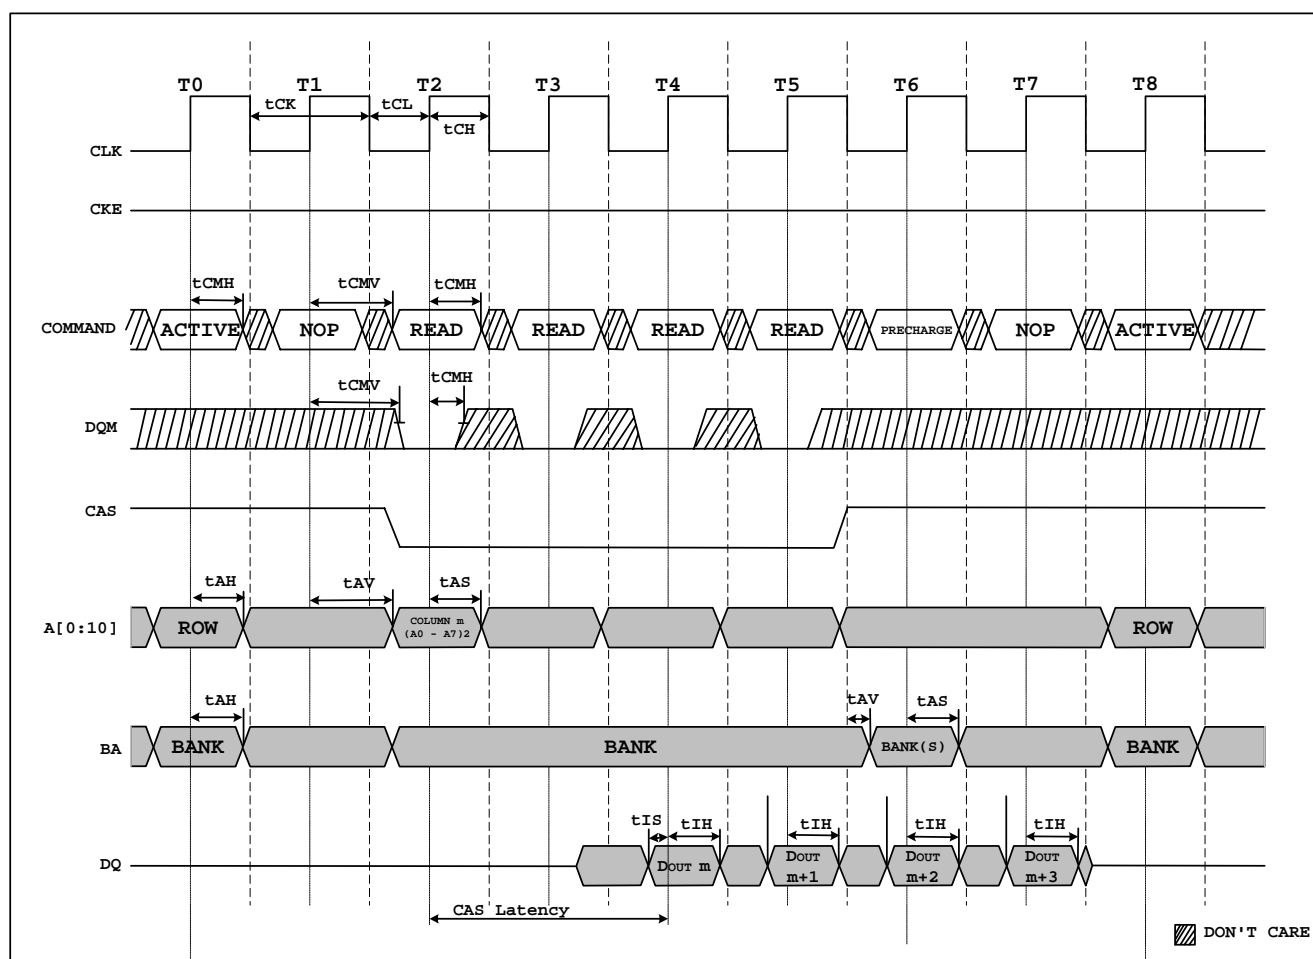 T0 T1 T2 T3 T4 T5 T6 T7 T8
tCK tCL
tCH
CLK
CKE
tCMH tCMV tCMH
COMMAND ACTIVE NOP READ READ READ READ PRECHARGE NOP ACTIVE
tCMV tCMH
DQM
CAS
tAH tAV tAS
A[0:10] ROW COLUMN m ROW
(A0 - A7)2
tAH tAV tAS
BA BANK BANK BANK(S) BANK
tIS tIH tIH tIH tIH
DQ DOUT m DOUT DOUT DOUT
m+1 m+2 m+3
CAS Latency
DON'T CARE